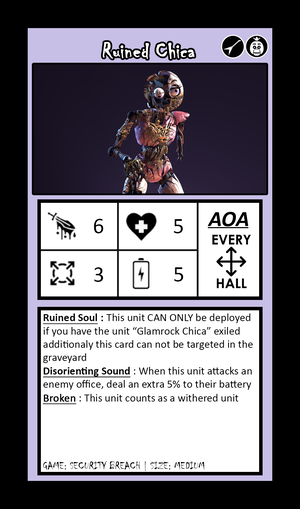 Ruined Chica
6
5
3
5
AOA
EVERY
HALL
Ruined Soul : This unit CAN ONLY be deployed
if you have the unit “Glamrock Chica” exiled
additionaly this card can not be targeted in the
graveyard
Disorienting Sound : When this unit attacks an
enemy office, deal an extra 5% to their battery
Broken : This unit counts as a withered unit
GAME: SECURITY BREACH | SIZE: MEDIUM